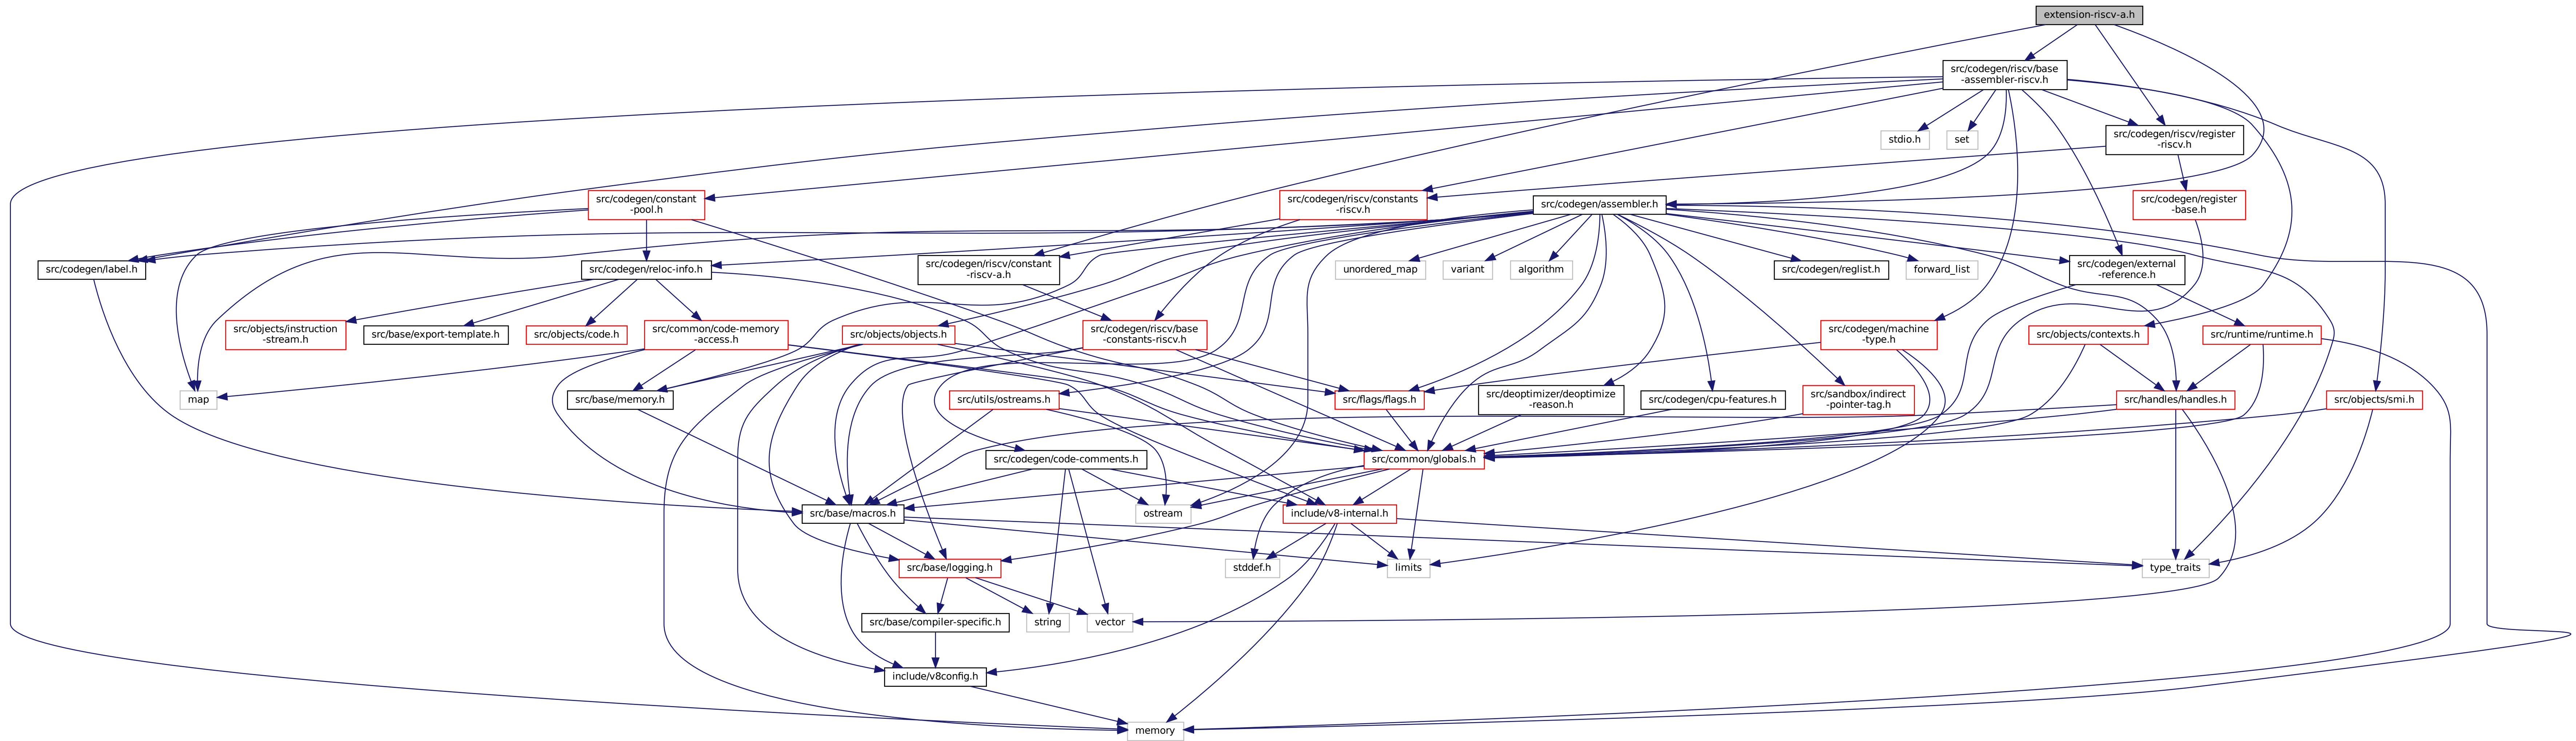 extension-riscv-a.h
src/codegen/riscv/base
-assembler-riscv.h
stdio.h
set
src/codegen/riscv/register
-riscv.h
src/codegen/constant
-pool.h
src/codegen/riscv/constants
-riscv.h
src/codegen/assembler.h
src/codegen/register
-base.h
src/codegen/label.h
src/codegen/reloc-info.h
src/codegen/riscv/constant
-riscv-a.h
unordered_map
variant
algorithm
src/codegen/reglist.h
forward_list
src/codegen/external
-reference.h
src/objects/instruction
-stream.h
src/base/export-template.h
src/objects/code.h
src/common/code-memory
-access.h
src/objects/objects.h
src/codegen/riscv/base
-constants-riscv.h
src/codegen/machine
-type.h
src/objects/contexts.h
src/runtime/runtime.h
map
src/base/memory.h
src/utils/ostreams.h
src/flags/flags.h
src/deoptimizer/deoptimize
-reason.h
src/codegen/cpu-features.h
src/sandbox/indirect
-pointer-tag.h
src/handles/handles.h
src/objects/smi.h
src/codegen/code-comments.h
src/common/globals.h
src/base/macros.h
ostream
include/v8-internal.h
src/base/logging.h
stddef.h
limits
type_traits
src/base/compiler-specific.h
string
vector
include/v8config.h
memory